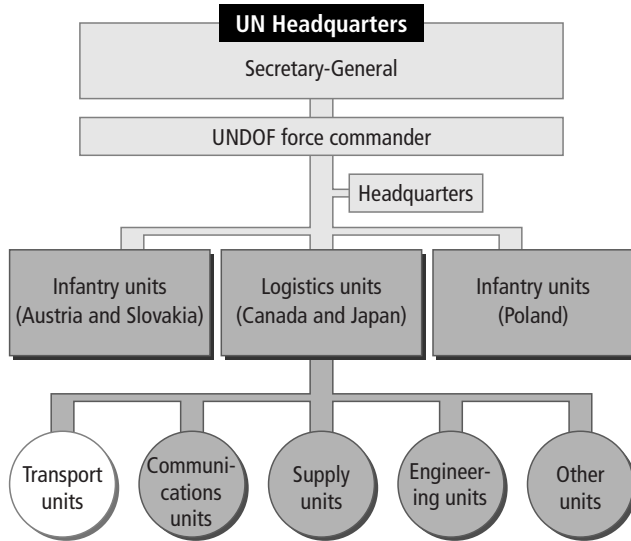 UN Headquarters
Secretary-General
UNDOF force commander
Headquarters
Infantry units
(Austria and Slovakia)
Logistics units
(Canada and Japan)
Infantry units
(Poland)
Transport
units
Communi-
cations
units
Supply
units
Engineer-
ing units
Other
units